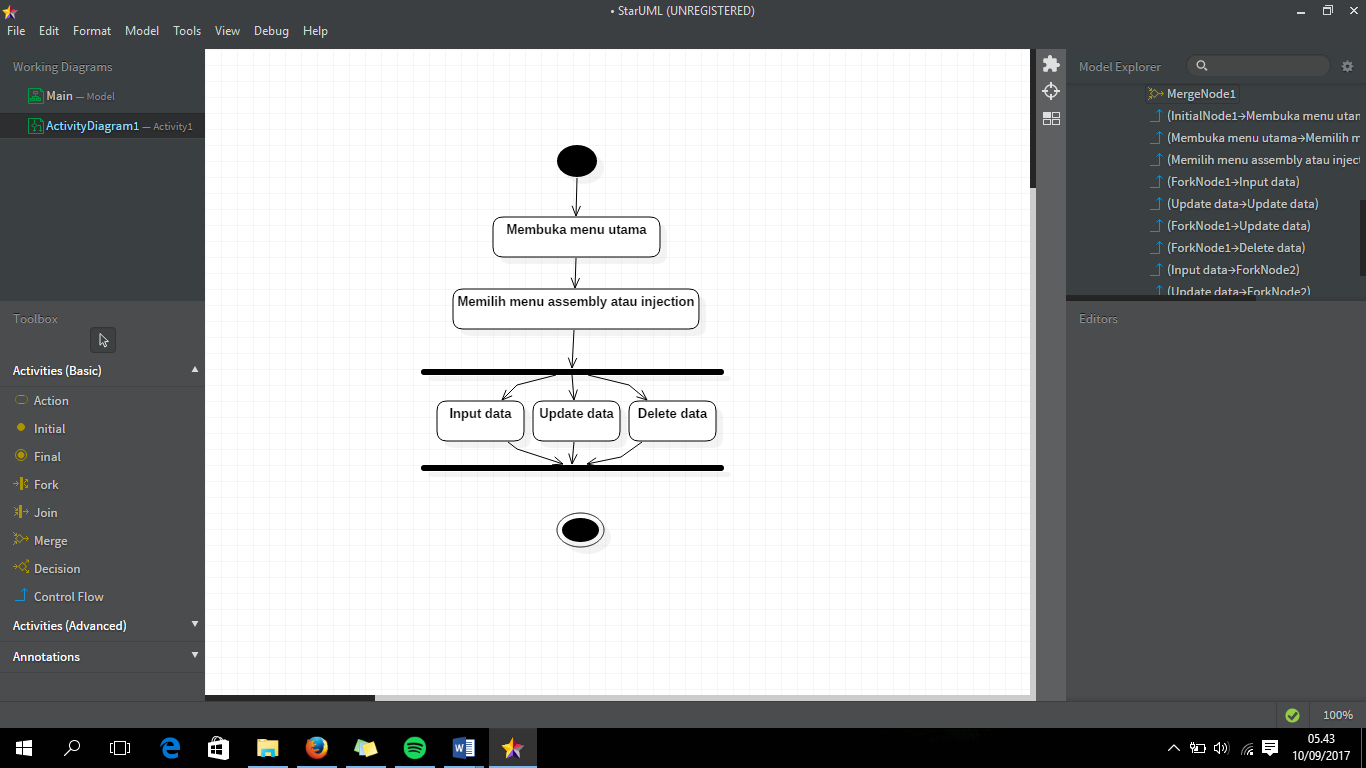 • StarUML (UNREGISTERED)
File Edit Format Model Tools View Debug Help
Working Diagrams
Main — Model
ActivityDiagram1 — Activity1
Toolbox
Activities (Basic)
Action
Initial
Final
Fork
Join
Merge
Decision
Control Flow
Activities (Advanced)
Annotations
Membuka menu utama
Memilih menu assembly atau injection
Input data
Update data
Delete data
Model Explorer
MergeNode1
(InitialNode1→Membuka menu utam
(Membuka menu utama→Memilih m
(Memilih menu assembly atau inject
(ForkNode1→Input data)
(Update data→Update data)
(ForkNode1→Update data)
(ForkNode1→Delete data)
(Input data→ForkNode2)
(Update data→ForkNode2)
Editors
100%
05.43
10/09/2017